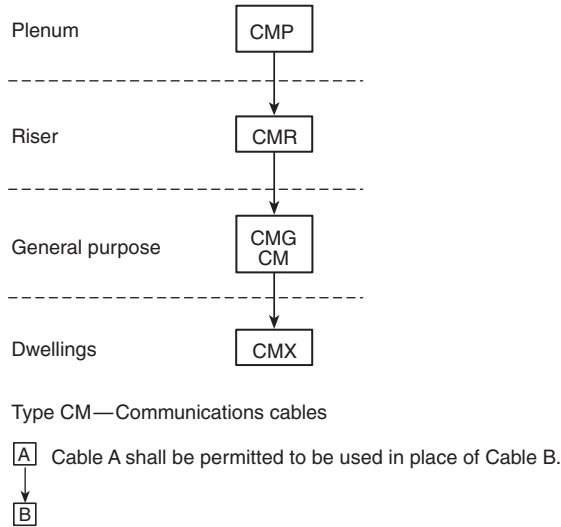 Plenum
CMP
Riser
CMR
General purpose
CMG
CM
Dwellings
CMX
Type CM—Communications cables
A Cable A shall be permitted to be used in place of Cable B.
B